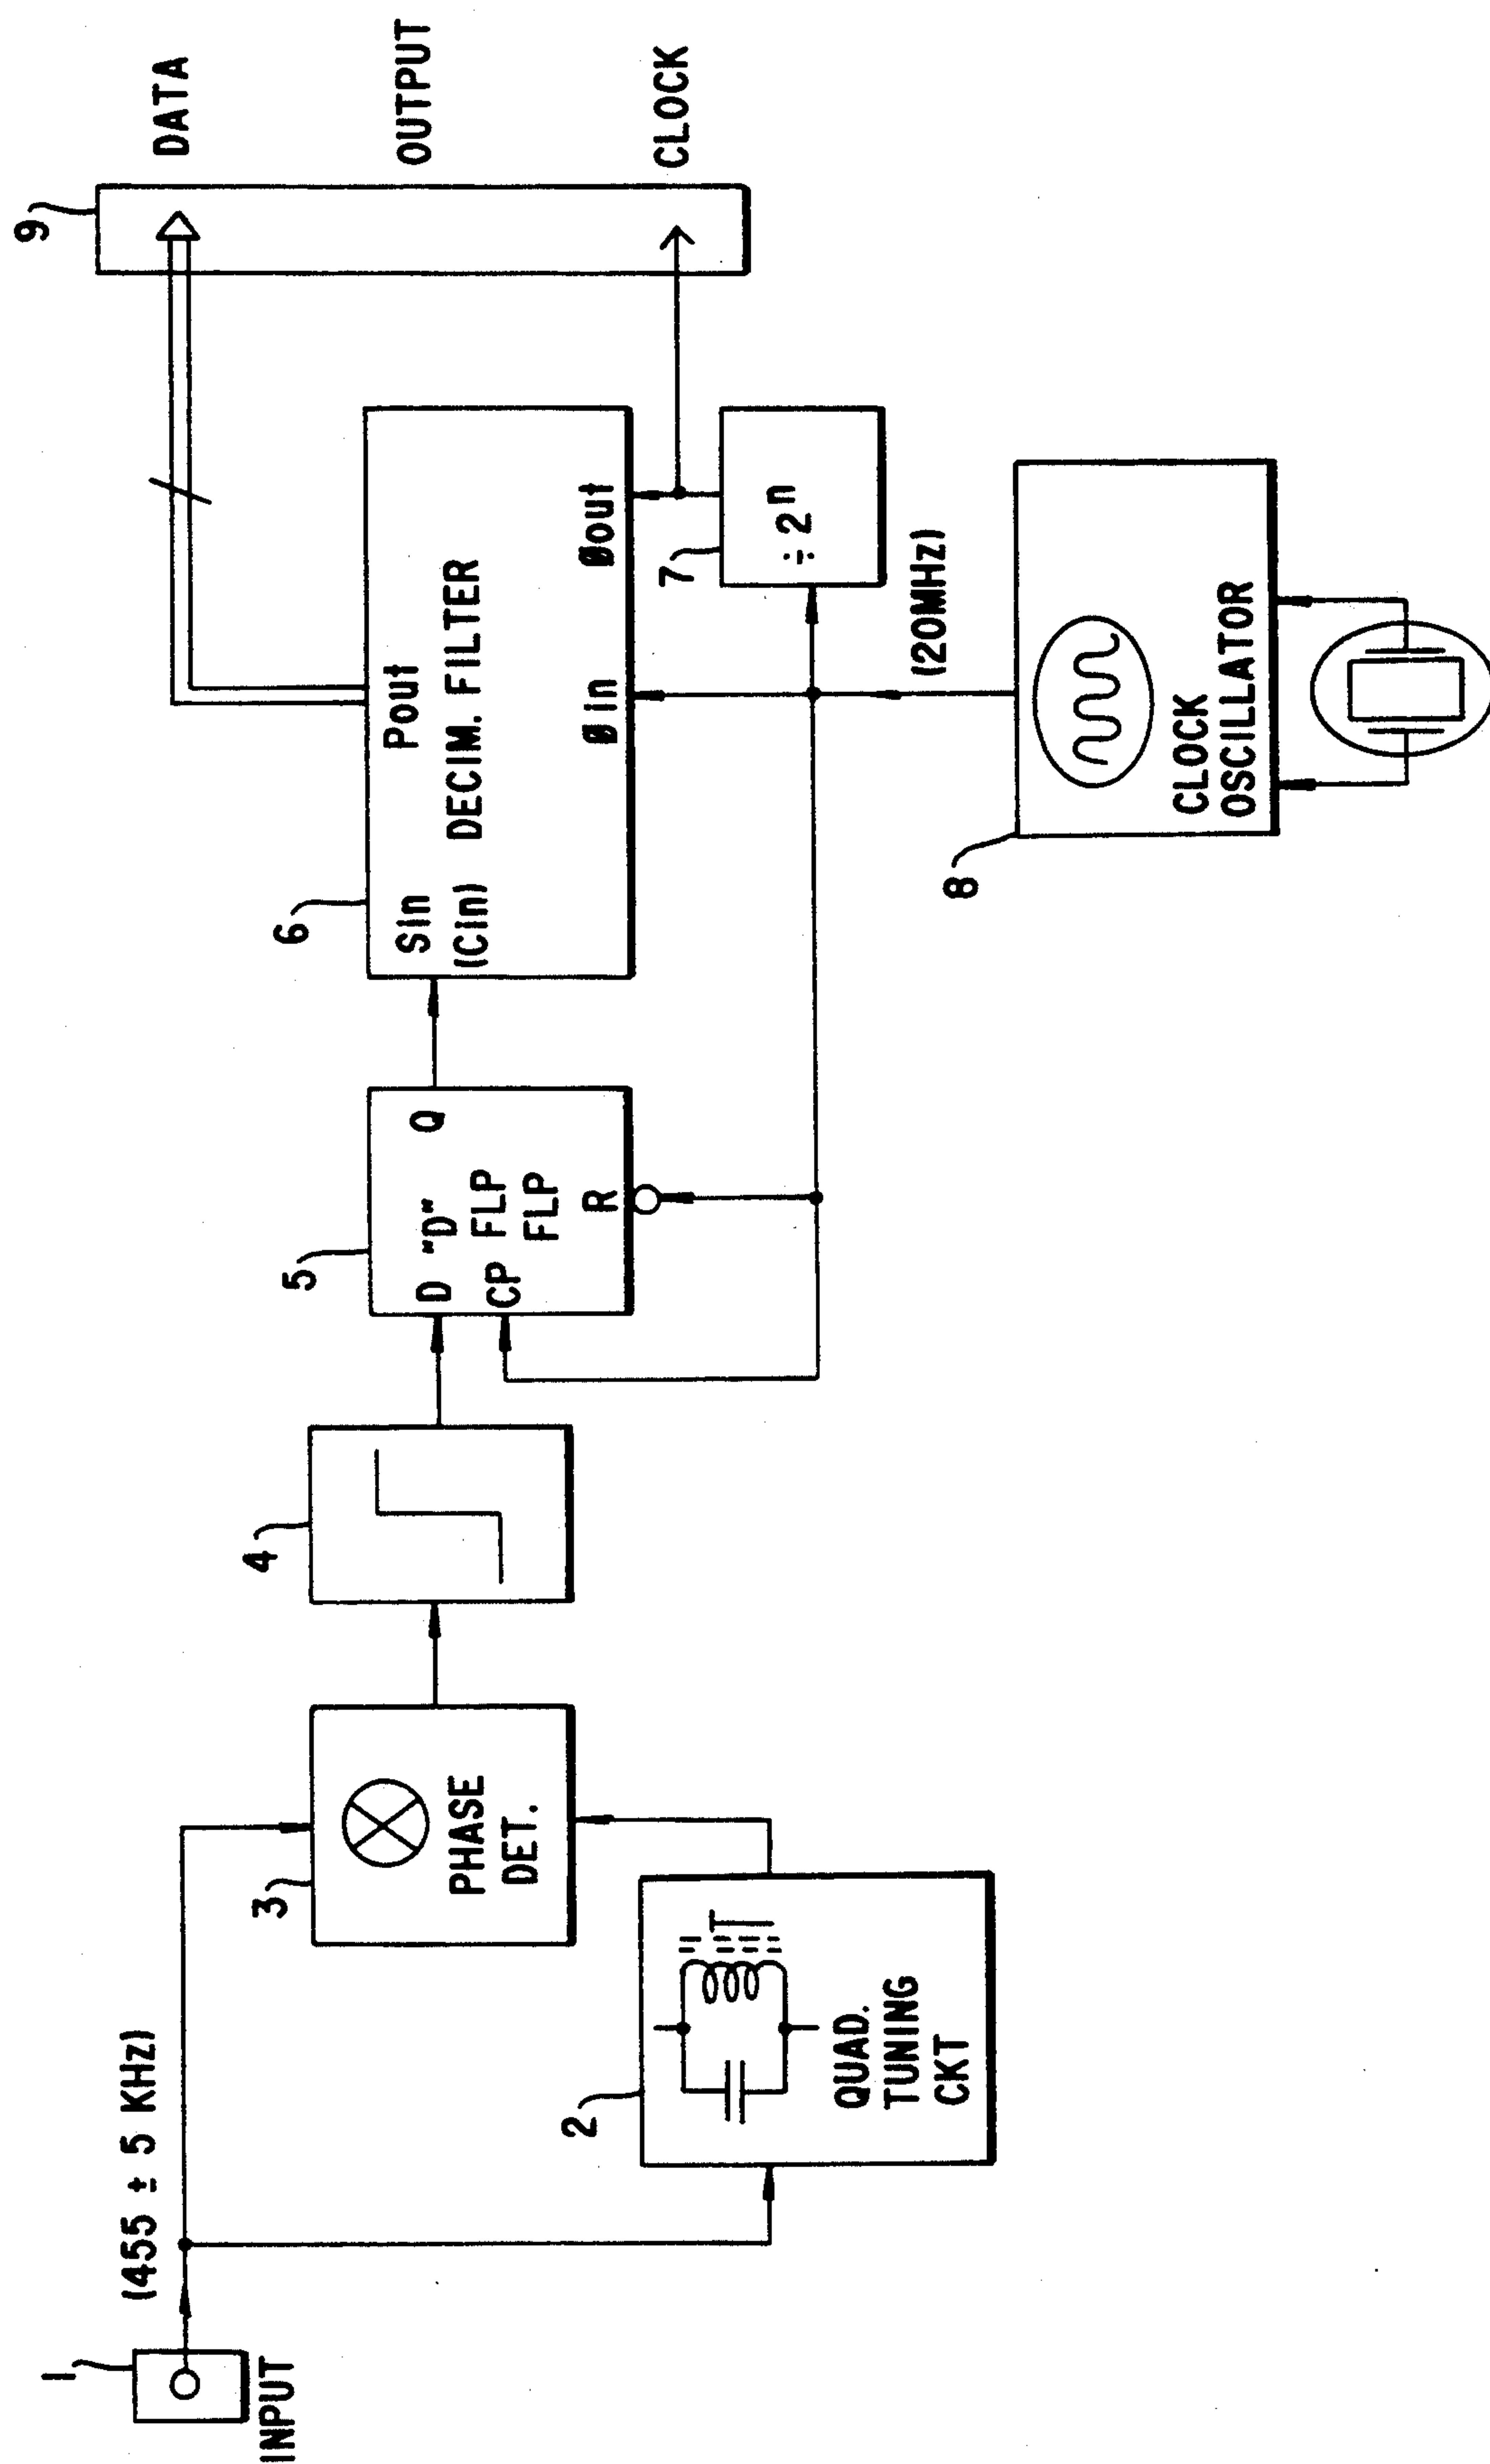 1
INPUT
(455 ± 5 KHz)
2
QUAD.
TUNING
CKT
3
PHASE
DET.
4
5
D "D" Q
CP FLP
FLP
R
6
Sin Pout
(Cin) DECIM. FILTER
Øin Øout
7
÷ 2ⁿ
(20MHz)
8
CLOCK
OSCILLATOR
9
DATA
OUTPUT
CLOCK